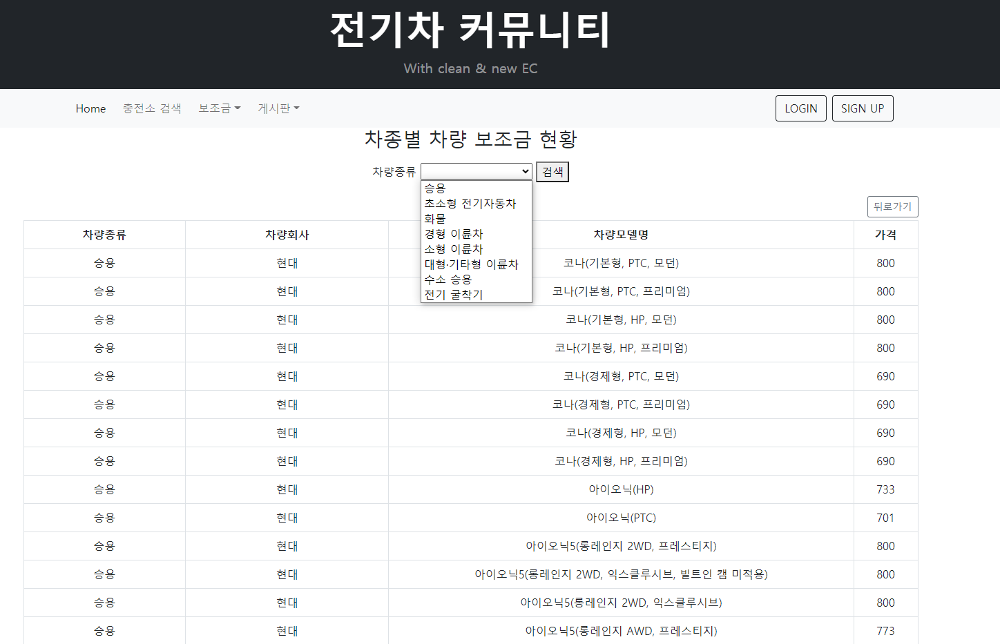 전기차 커뮤니티
With clean & new EC
Home 충전소 검색 보조금 게시판 LOGIN SIGN UP
차종별 차량 보조금 현황
차량종류 검색
승용
초소형 전기자동차
화물
경형 이륜차
소형 이륜차
대형·기타형 이륜차
수소 승용
전기 굴착기
뒤로가기
차량종류 차량회사 차량모델명 가격
승용 현대 코나(기본형, PTC, 모던) 800
승용 현대 코나(기본형, PTC, 프리미엄) 800
승용 현대 코나(기본형, HP, 모던) 800
승용 현대 코나(기본형, HP, 프리미엄) 800
승용 현대 코나(경제형, PTC, 모던) 690
승용 현대 코나(경제형, PTC, 프리미엄) 690
승용 현대 코나(경제형, HP, 모던) 690
승용 현대 코나(경제형, HP, 프리미엄) 690
승용 현대 아이오닉(HP) 733
승용 현대 아이오닉(PTC) 701
승용 현대 아이오닉5(롱레인지 2WD, 프레스티지) 800
승용 현대 아이오닉5(롱레인지 2WD, 익스클루시브, 빌트인 캠 미적용) 800
승용 현대 아이오닉5(롱레인지 2WD, 익스클루시브) 800
승용 현대 아이오닉5(롱레인지 AWD, 프레스티지) 773